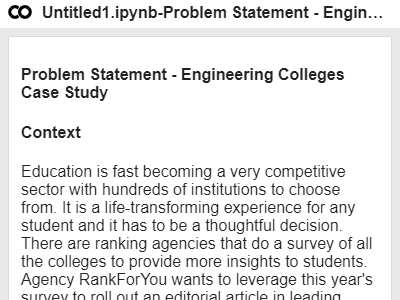 Untitled1.ipynb-Problem Statement - Engin...
Problem Statement - Engineering Colleges
Case Study
Context
Education is fast becoming a very competitive
sector with hundreds of institutions to choose
from. It is a life-transforming experience for any
student and it has to be a thoughtful decision.
There are ranking agencies that do a survey of all
the colleges to provide more insights to students.
Agency RankForYou wants to leverage this year's
survey to roll out an editorial article in leading